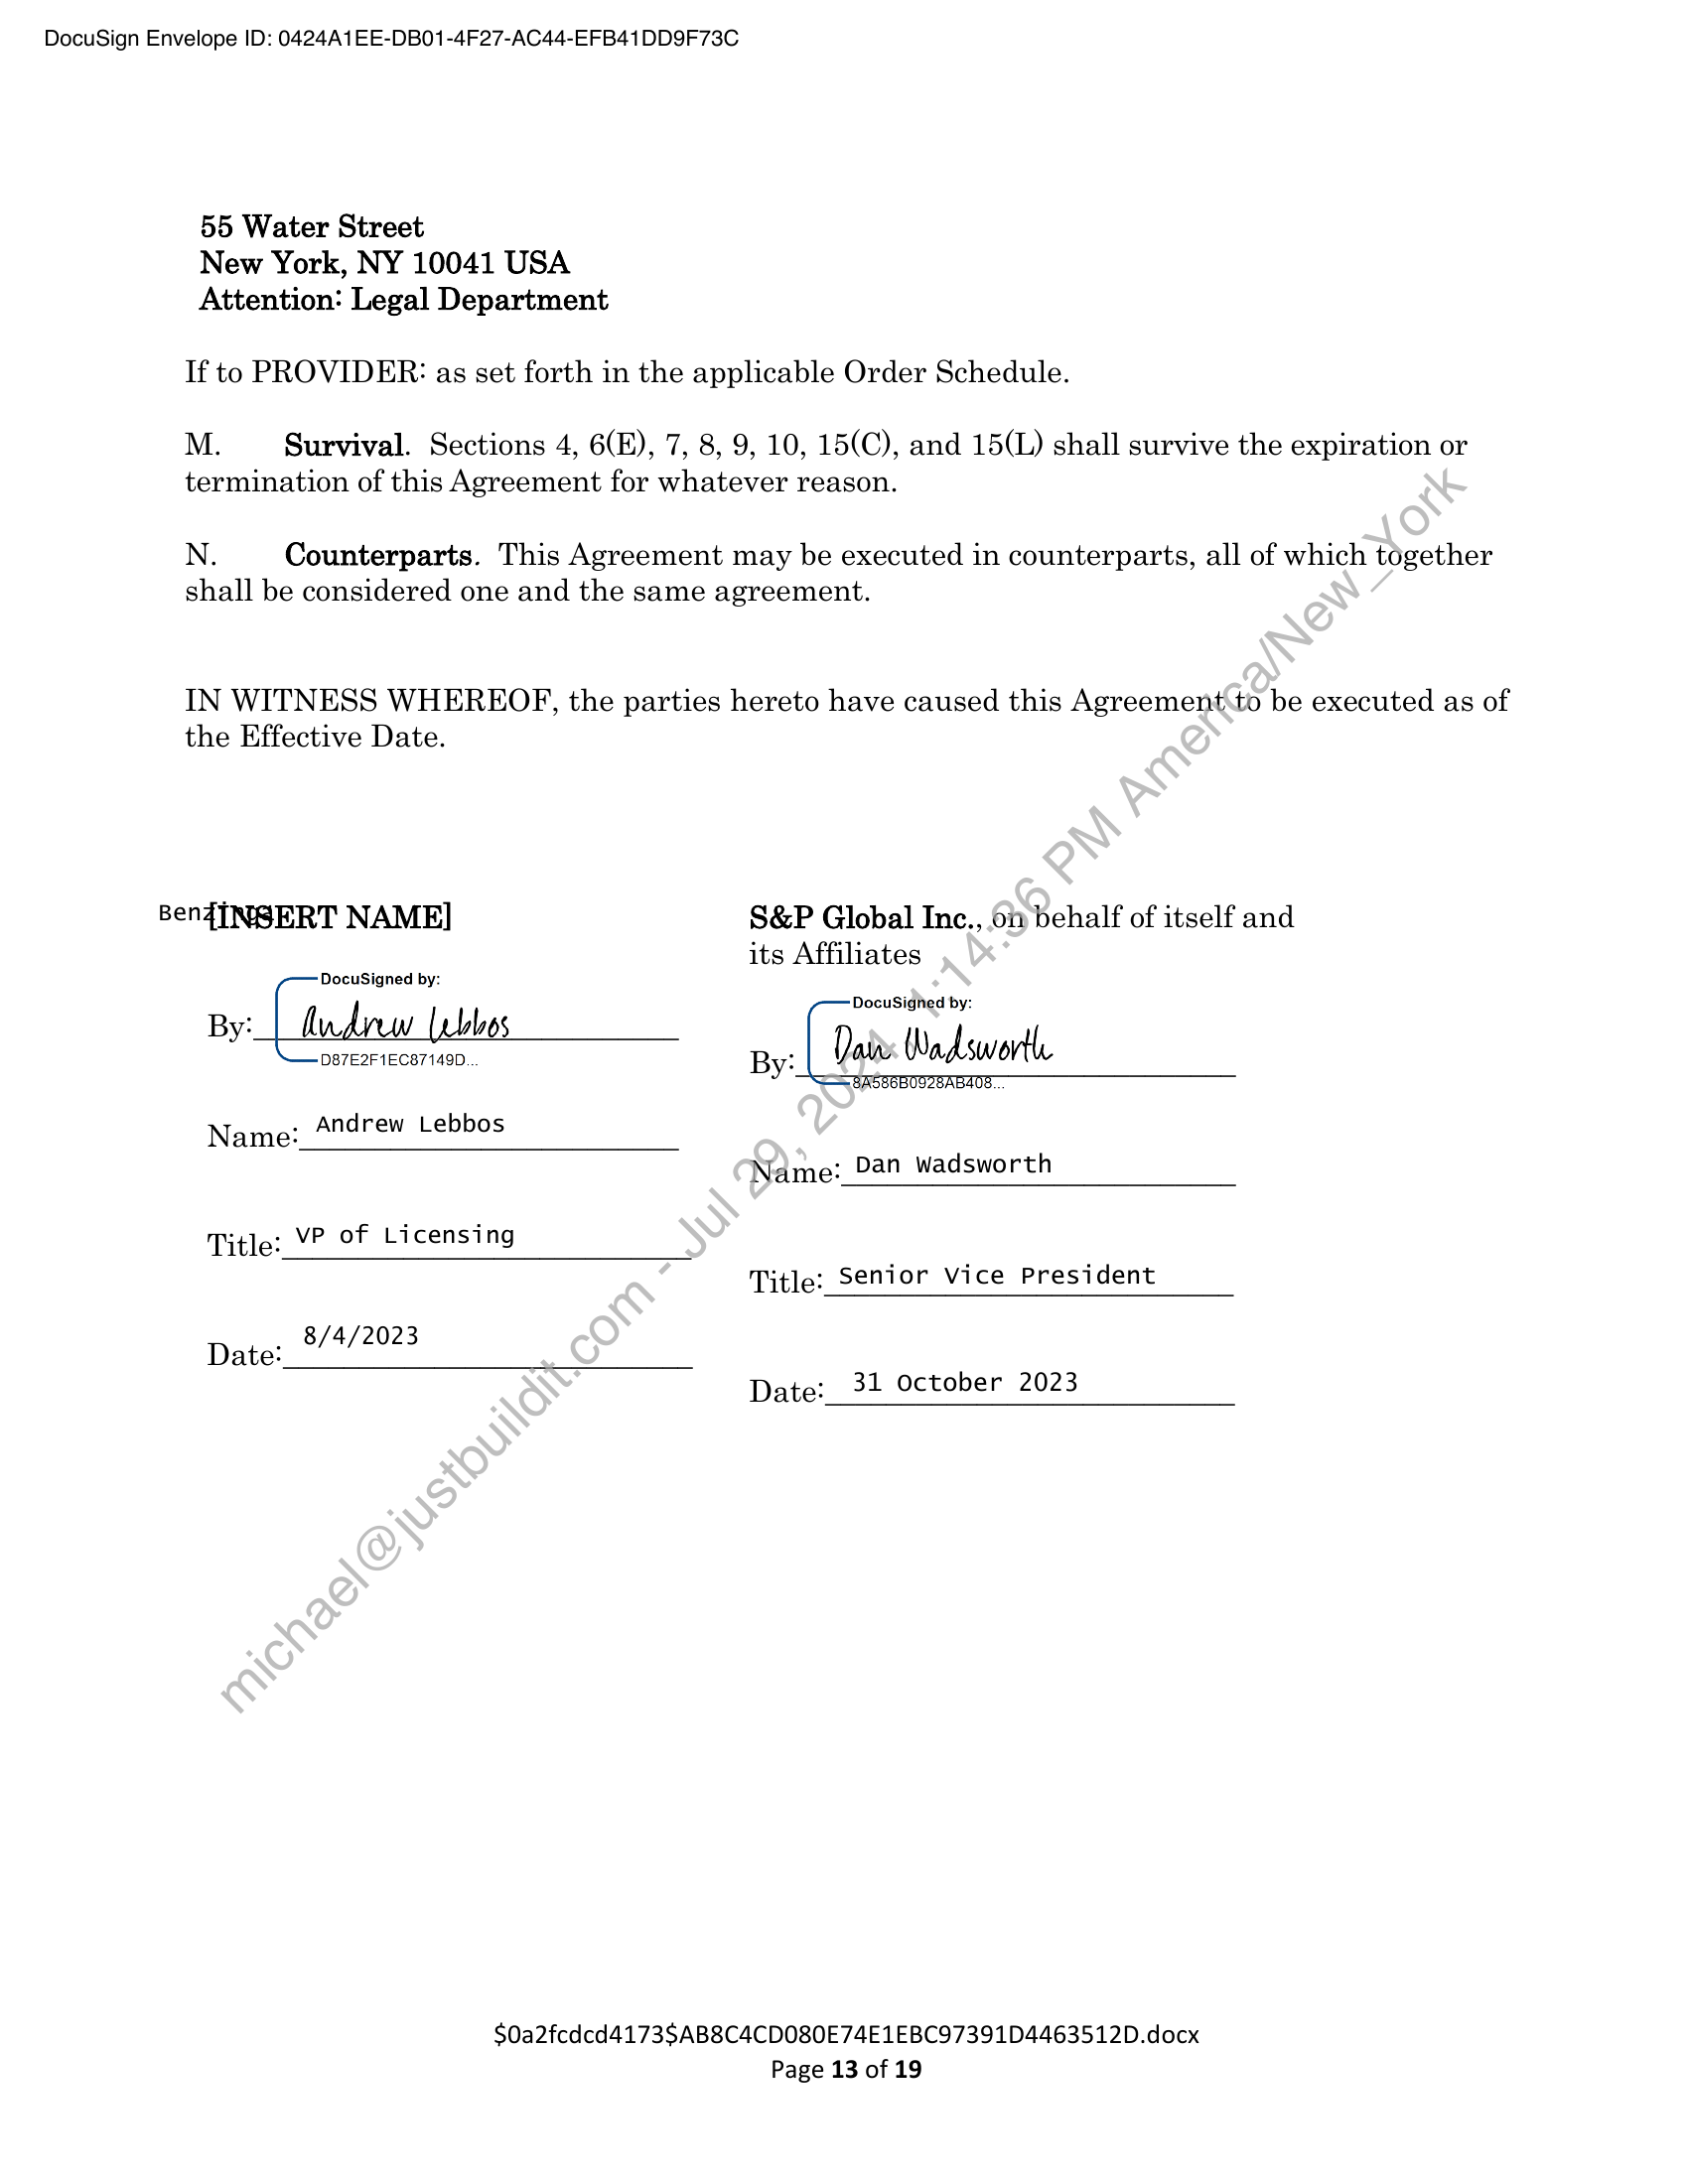 DocuSign Envelope ID: 0424A1EE-DB01-4F27-AC44-EFB41DD9F73C
55 Water Street
New York, NY 10041 USA
Attention: Legal Department
If to PROVIDER: as set forth in the applicable Order Schedule.
M. Survival. Sections 4, 6(E), 7, 8, 9, 10, 15(C), and 15(L) shall survive the expiration or
termination of this Agreement for whatever reason.
N. Counterparts. This Agreement may be executed in counterparts, all of which together
shall be considered one and the same agreement.
IN WITNESS WHEREOF, the parties hereto have caused this Agreement to be executed as of
the Effective Date.
Benzinga
[INSERT NAME]
DocuSigned by:
By: Andrew Lebbos
D87E2F1EC87149D...
Name: Andrew Lebbos
Title: VP of Licensing
Date: 8/4/2023
S&P Global Inc., on behalf of itself and
its Affiliates
DocuSigned by:
By: Dan Wadsworth
8A586B0928AB408...
Name: Dan Wadsworth
Title: Senior Vice President
Date: 31 October 2023
michael@justbuildit.com - Jul 29, 2024, 1:14:36 PM America/New_York
$0a2fcdcd4173$AB8C4CD080E74E1EBC97391D4463512D.docx
Page 13 of 19